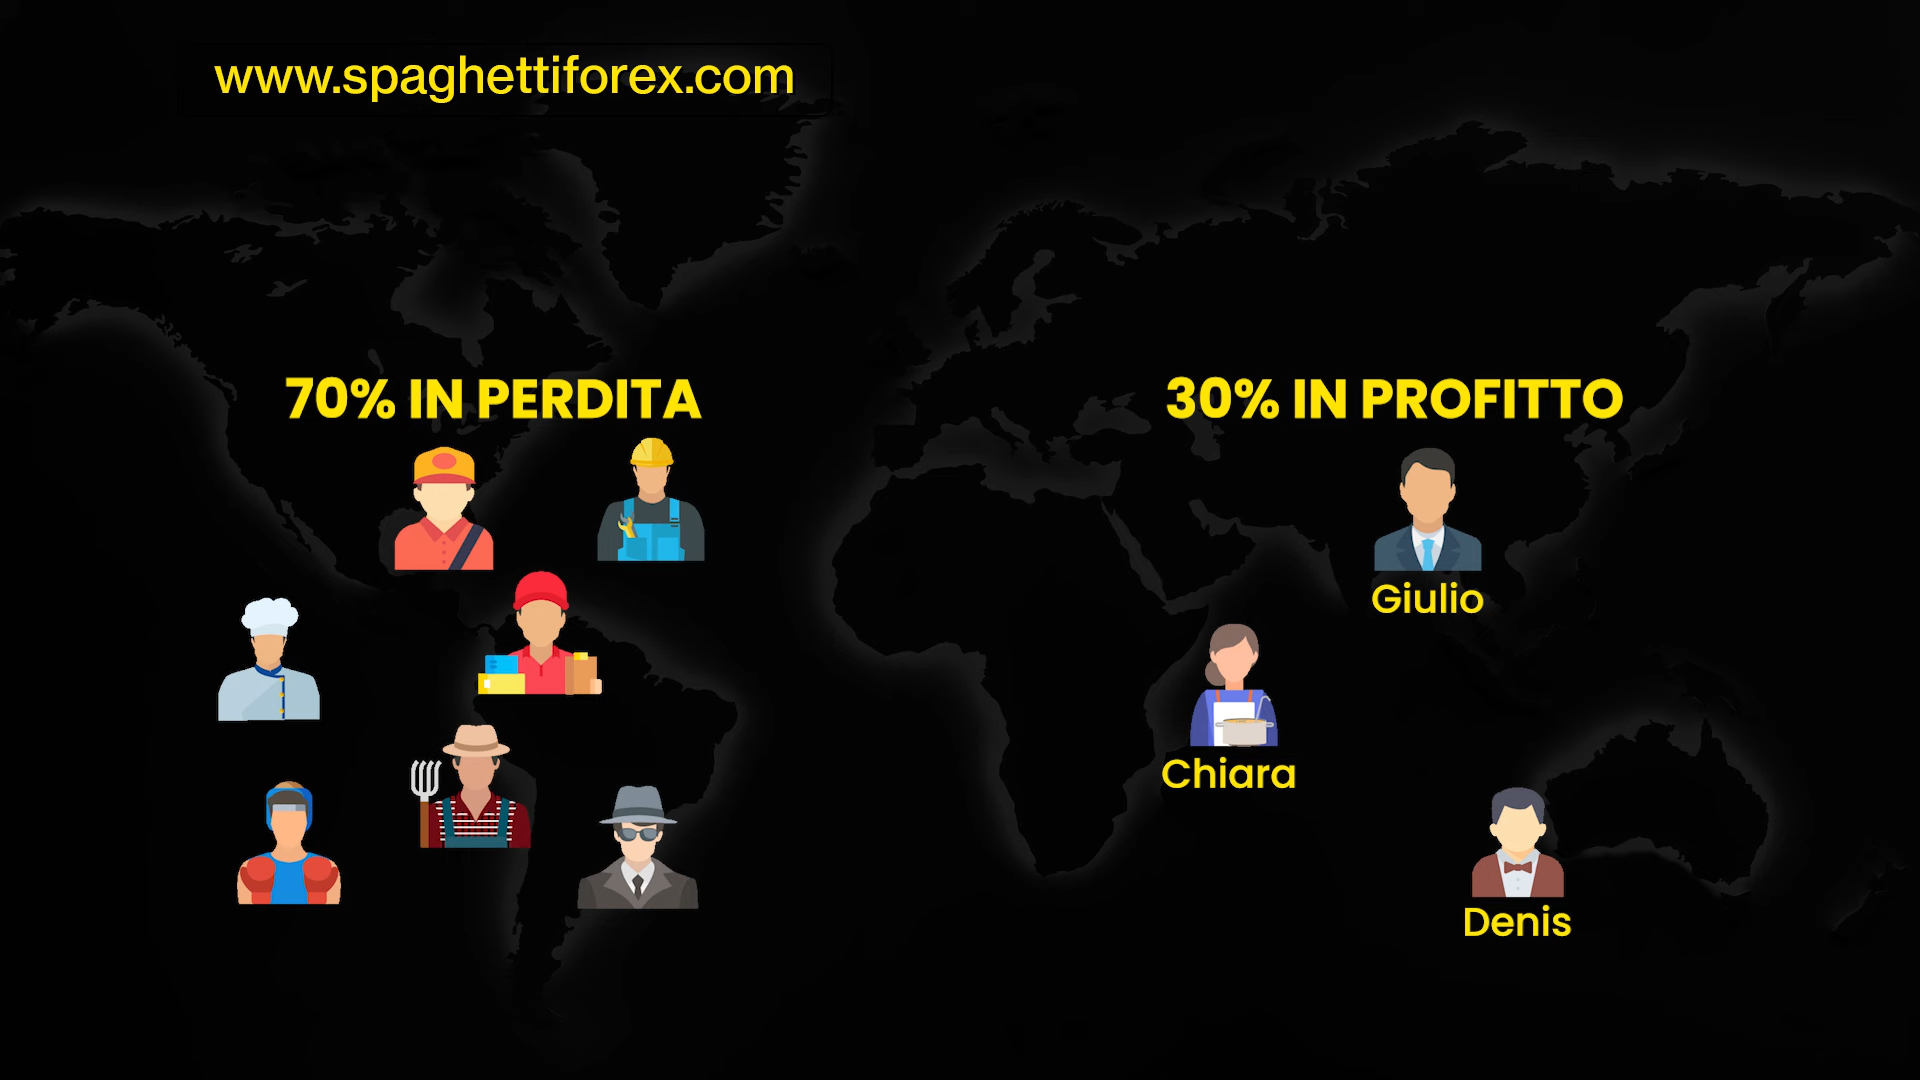 www.spaghettiforex.com
70% IN PERDITA
30% IN PROFITTO
Giulio
Chiara
Denis